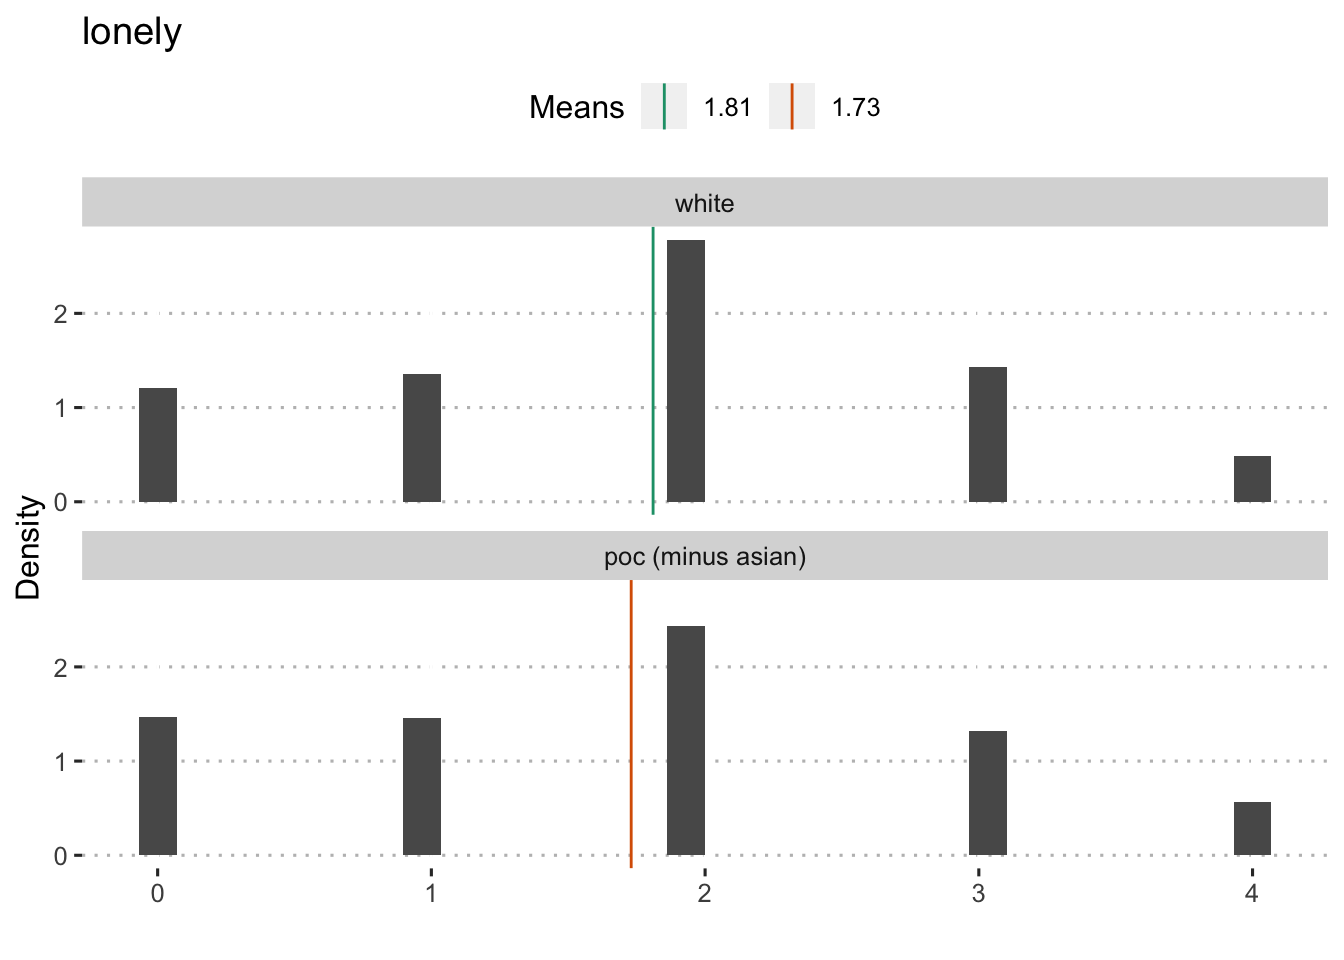 lonely
Means 1.81 1.73
white
2
1
0
Density
poc (minus asian)
2
1
0
0 1 2 3 4